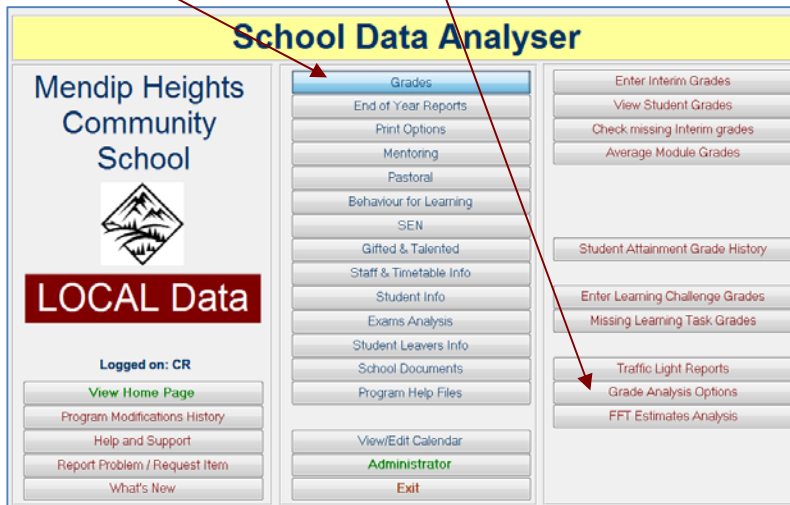 School Data Analyser
Mendip Heights
Community
School
LOCAL Data
Logged on: CR
View Home Page
Program Modifications History
Help and Support
Report Problem / Request Item
What's New
Grades
End of Year Reports
Print Options
Mentoring
Pastoral
Behaviour for Learning
SEN
Gifted & Talented
Staff & Timetable Info
Student Info
Exams Analysis
Student Leavers Info
School Documents
Program Help Files
View/Edit Calendar
Administrator
Exit
Enter Interim Grades
View Student Grades
Check missing Interim grades
Average Module Grades
Student Attainment Grade History
Enter Learning Challenge Grades
Missing Learning Task Grades
Traffic Light Reports
Grade Analysis Options
FFT Estimates Analysis